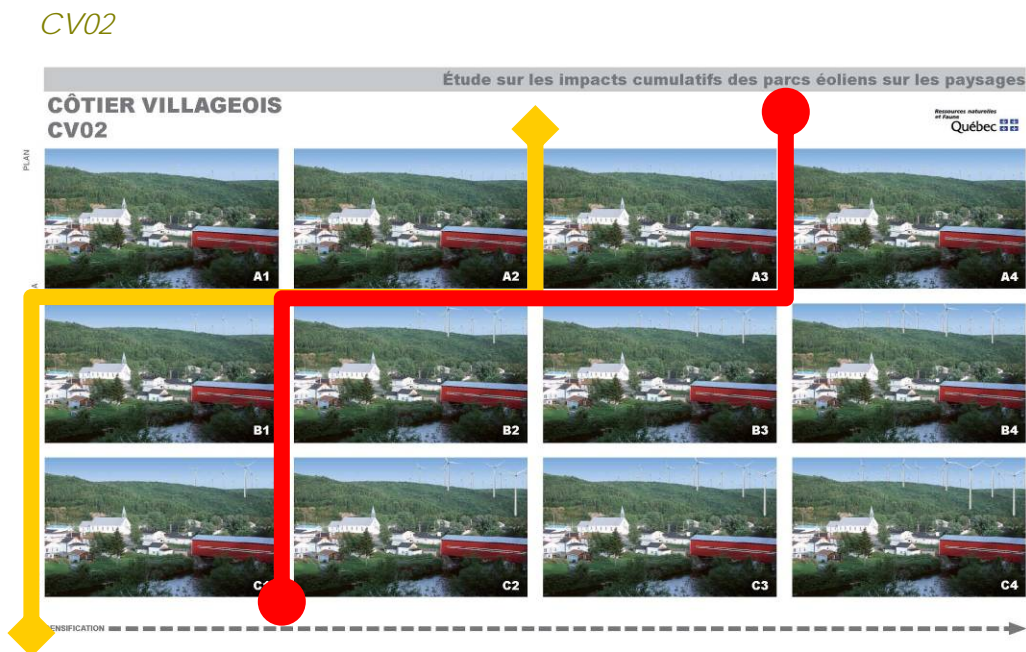 CV02
Étude sur les impacts cumulatifs des parcs éoliens sur les paysages
CÔTIER VILLAGEOIS
CV02
Ressources naturelles
et Faune
Québec
PLAN
A1
A2
A3
A4
A
B1
B2
B3
B4
C2
C3
C4
ENSIFICATION